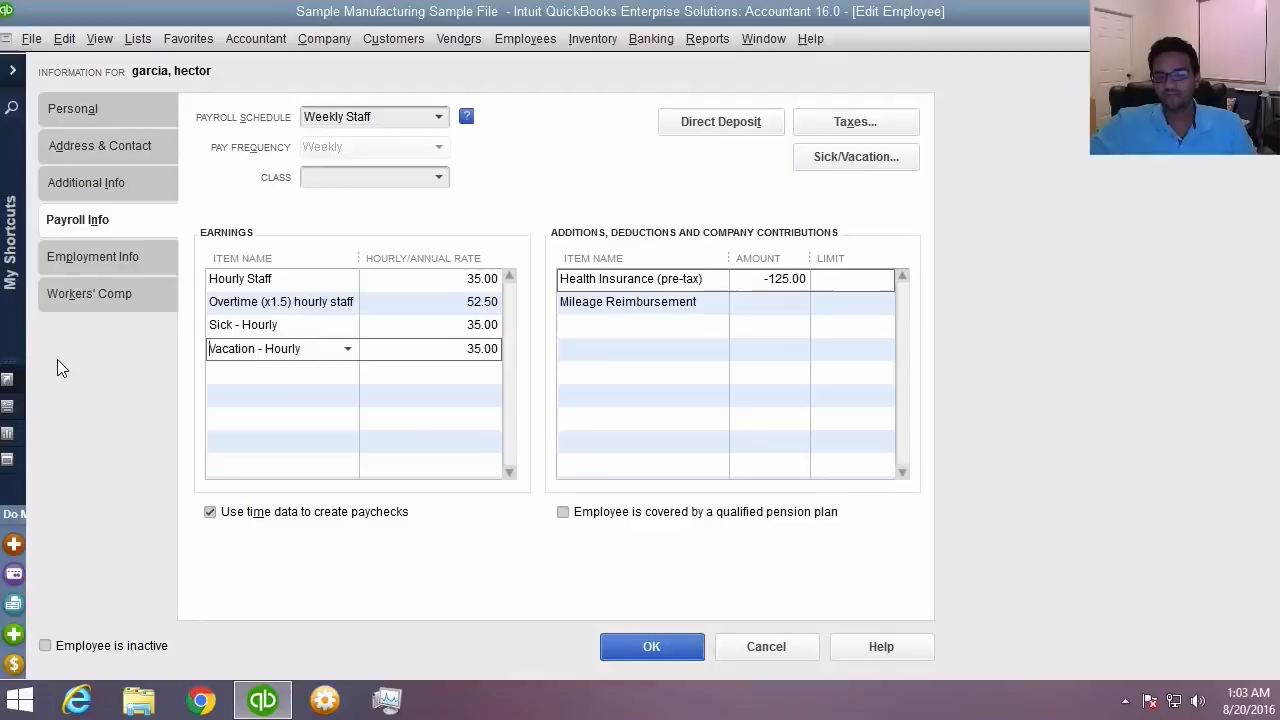 Sample Manufacturing Sample File - Intuit QuickBooks Enterprise Solutions: Accountant 16.0 - [Edit Employee]
File Edit View Lists Favorites Accountant Company Customers Vendors Employees Inventory Banking Reports Window Help
INFORMATION FOR garcia, hector
My Shortcuts
Do M
Personal
Address & Contact
Additional Info
Payroll Info
Employment Info
Workers' Comp
PAYROLL SCHEDULE Weekly Staff ?
PAY FREQUENCY Weekly
CLASS
Direct Deposit Taxes...
Sick/Vacation...
EARNINGS
ITEM NAME HOURLY/ANNUAL RATE
Hourly Staff 35.00
Overtime (x1.5) hourly staff 52.50
Sick - Hourly 35.00
Vacation - Hourly 35.00
Use time data to create paychecks
ADDITIONS, DEDUCTIONS AND COMPANY CONTRIBUTIONS
ITEM NAME AMOUNT LIMIT
Health Insurance (pre-tax) -125.00
Mileage Reimbursement
Employee is covered by a qualified pension plan
Employee is inactive
OK Cancel Help
qb
1:03 AM
8/20/2016